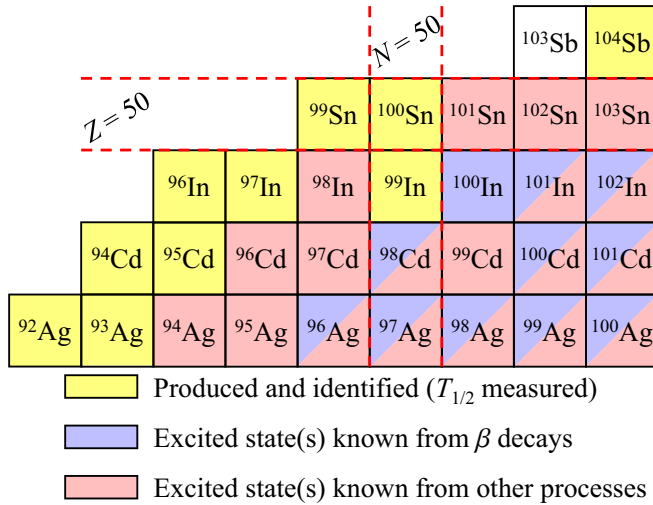 N = 50
¹⁰³Sb ¹⁰⁴Sb
Z = 50
⁹⁹Sn ¹⁰⁰Sn ¹⁰¹Sn ¹⁰²Sn ¹⁰³Sn
⁹⁶In ⁹⁷In ⁹⁸In ⁹⁹In ¹⁰⁰In ¹⁰¹In ¹⁰²In
⁹⁴Cd ⁹⁵Cd ⁹⁶Cd ⁹⁷Cd ⁹⁸Cd ⁹⁹Cd ¹⁰⁰Cd ¹⁰¹Cd
⁹²Ag ⁹³Ag ⁹⁴Ag ⁹⁵Ag ⁹⁶Ag ⁹⁷Ag ⁹⁸Ag ⁹⁹Ag ¹⁰⁰Ag
Produced and identified (T₁/₂ measured)
Excited state(s) known from β decays
Excited state(s) known from other processes